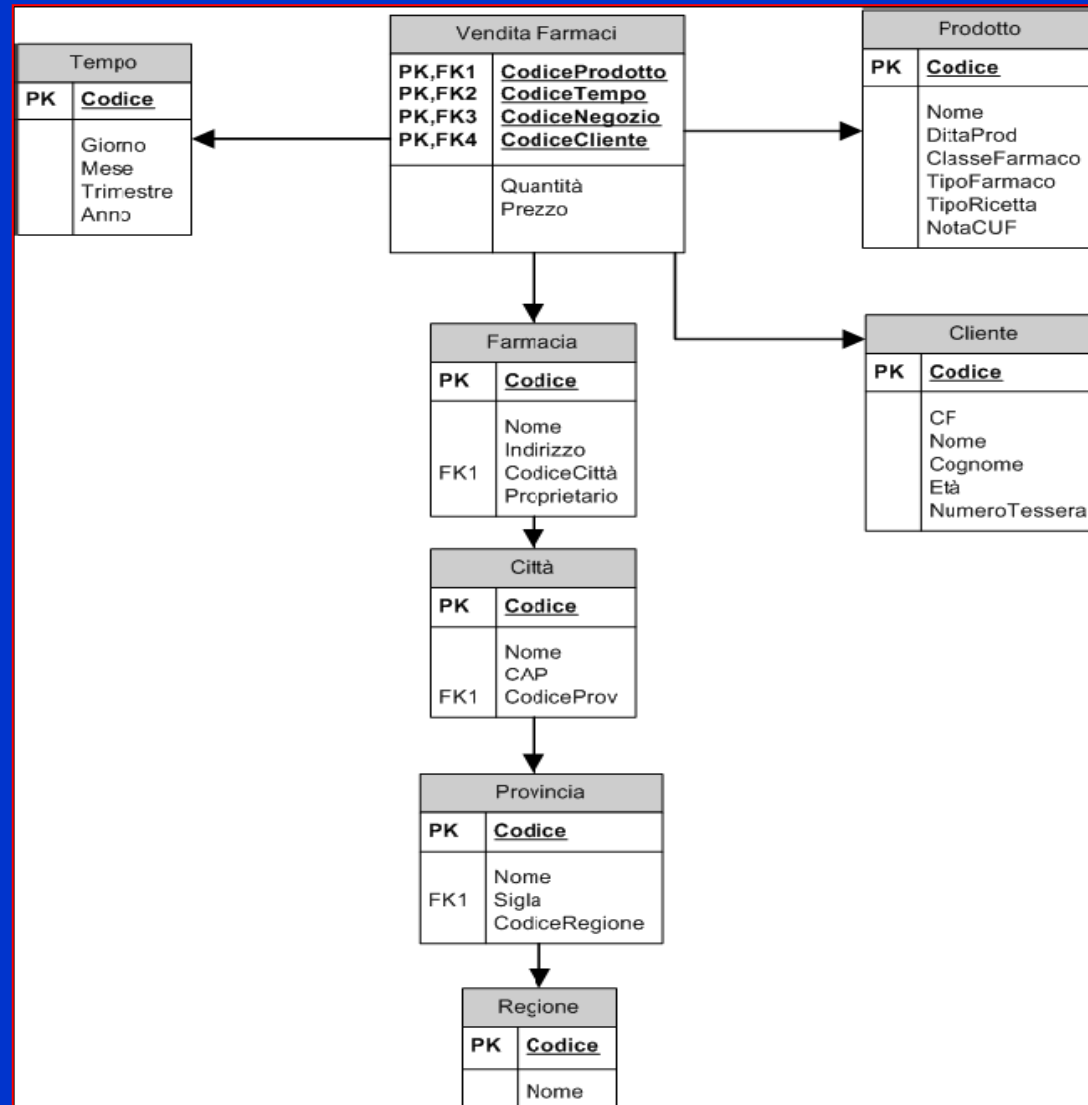 Tempo
PK Codice
Giorno
Mese
Trimestre
Anno
Vendita Farmaci
PK,FK1 CodiceProdotto
PK,FK2 CodiceTempo
PK,FK3 CodiceNegozio
PK,FK4 CodiceCliente
Quantità
Prezzo
Prodotto
PK Codice
Nome
DittaProd
ClasseFarmaco
TipoFarmaco
TipoRicetta
NotaCUF
Farmacia
PK Codice
Nome
Indirizzo
FK1 CodiceCittà
Proprietario
Cliente
PK Codice
CF
Nome
Cognome
Età
NumeroTessera
Città
PK Codice
Nome
CAP
FK1 CodiceProv
Provincia
PK Codice
Nome
FK1 Sigla
CodiceRegione
Regione
PK Codice
Nome